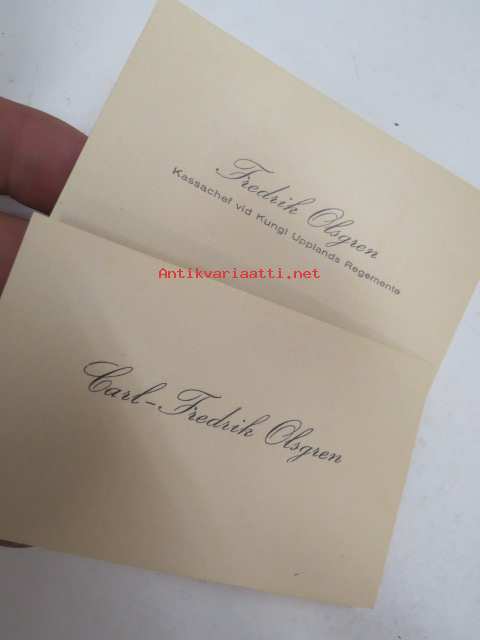 Fredrik Olsgren
Kassachef vid Kungl Upplands Regemente
Antikvariaatti.net
Carl-Fredrik Olsgren